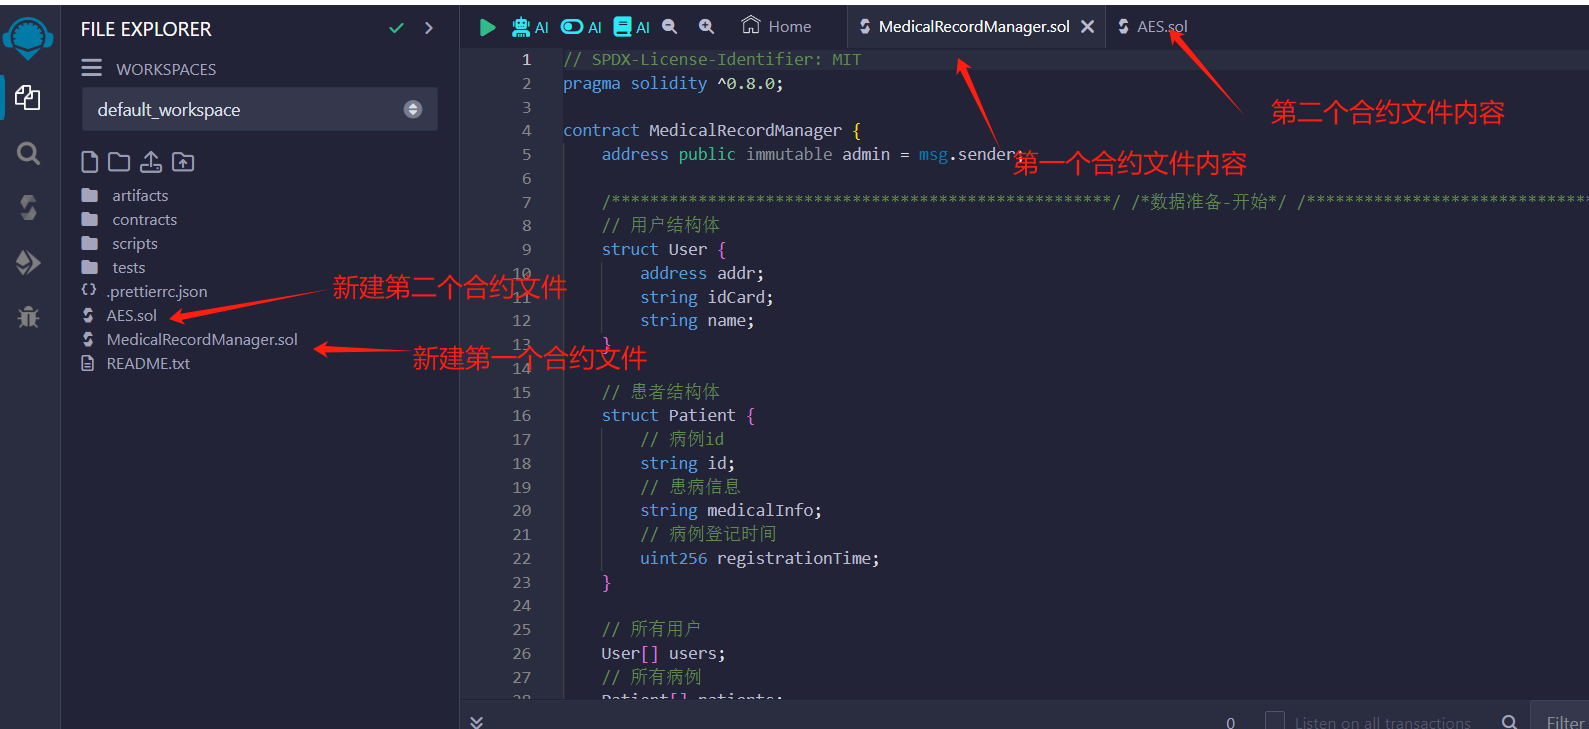 FILE EXPLORER
WORKSPACES
default_workspace
artifacts
contracts
scripts
tests
.prettierrc.json
AES.sol
MedicalRecordManager.sol
README.txt
新建第二个合约文件
新建第一个合约文件
AI
AI
AI
Home
MedicalRecordManager.sol
AES.sol
第二个合约文件内容
第一个合约文件内容
1 // SPDX-License-Identifier: MIT
2 pragma solidity ^0.8.0;
3
4 contract MedicalRecordManager {
5 address public immutable admin = msg.sender;
6
7 /****************************************************/ /*数据准备-开始*/ /******************************
8 // 用户结构体
9 struct User {
10 address addr;
11 string idCard;
12 string name;
13 }
14
15 // 患者结构体
16 struct Patient {
17 // 病例id
18 string id;
19 // 患病信息
20 string medicalInfo;
21 // 病例登记时间
22 uint256 registrationTime;
23 }
24
25 // 所有用户
26 User[] users;
27 // 所有病例
28 Patient[] patients;
0
Listen on all transactions
Filter